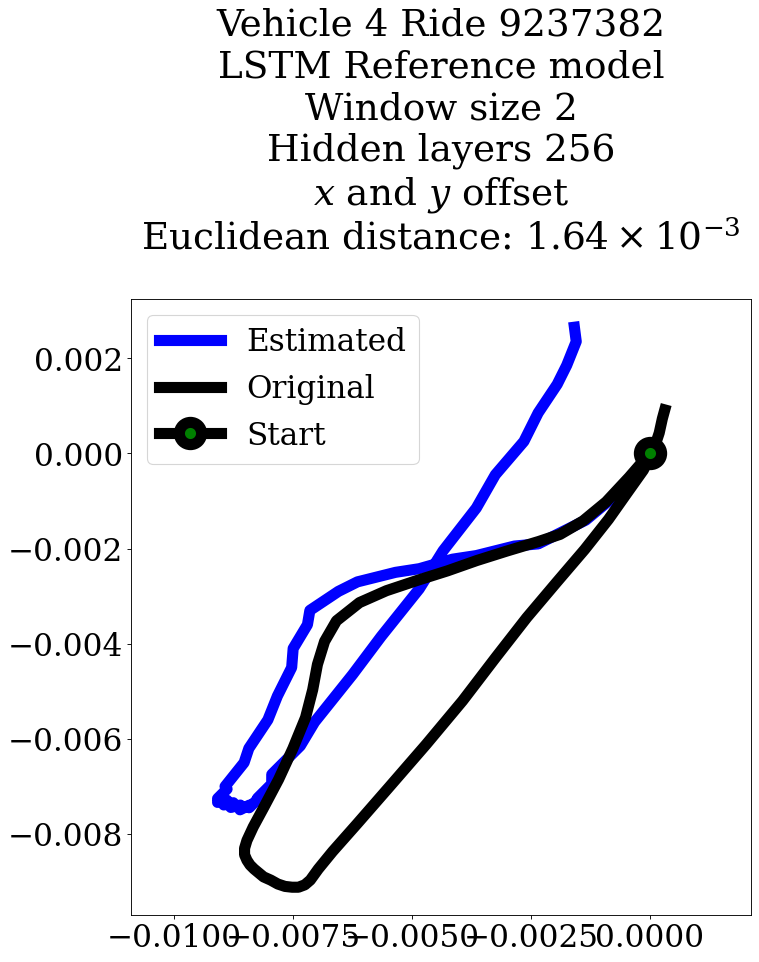 Vehicle 4 Ride 9237382
LSTM Reference model
Window size 2
Hidden layers 256
x and y offset
Euclidean distance: 1.64 × 10⁻³
Estimated
Original
Start
0.002
0.000
−0.002
−0.004
−0.006
−0.008
−0.0100 −0.0075 −0.0050 −0.0025 0.0000